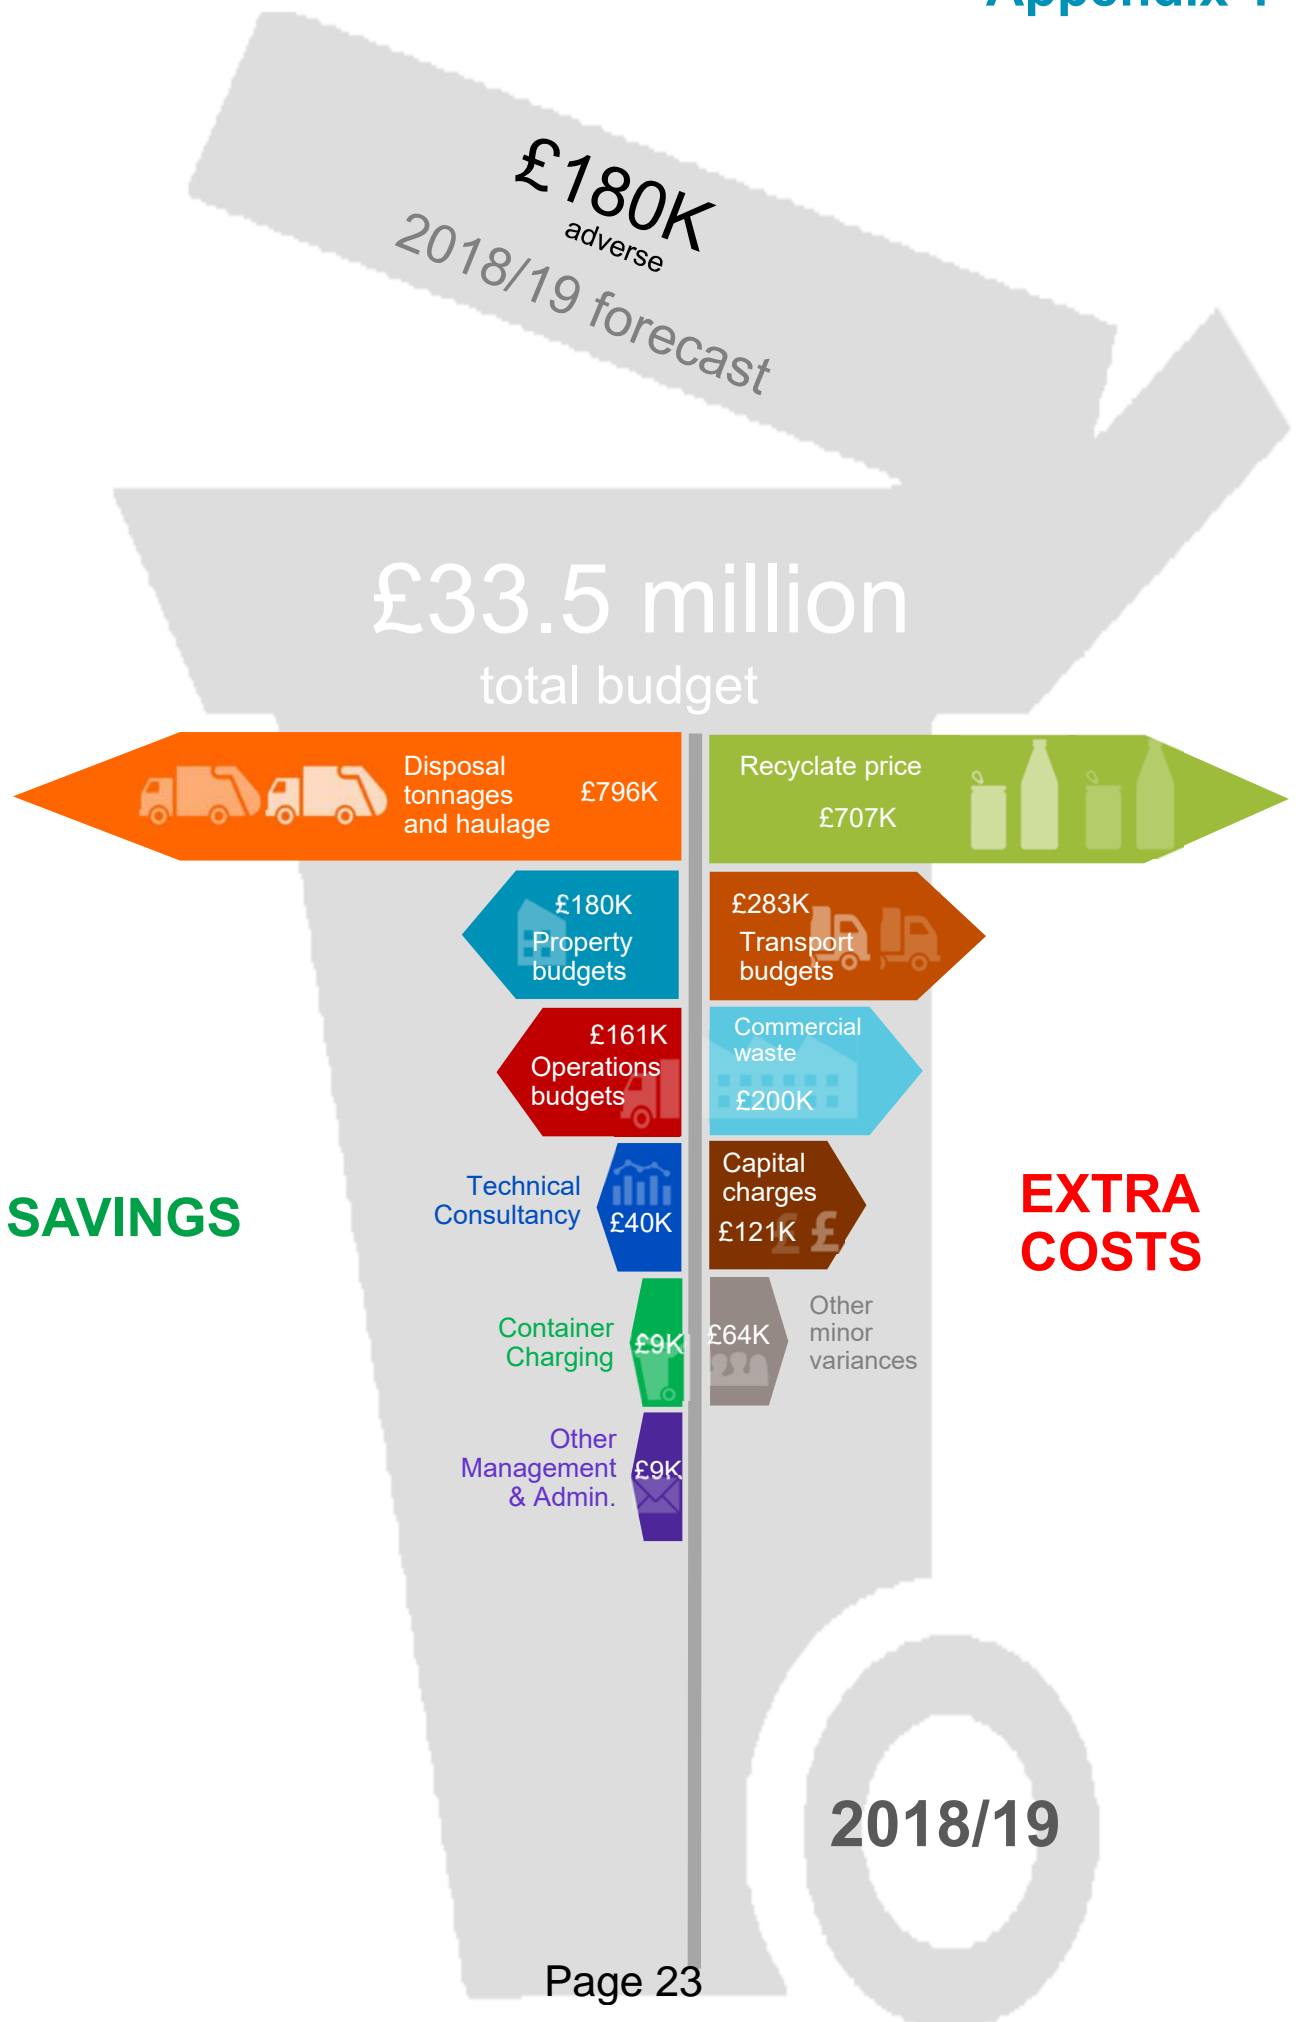 £180K
adverse
2018/19 forecast
£33.5 million
total budget
Disposal
tonnages
and haulage
£796K
Recyclate price
£707K
£180K
Property
budgets
£283K
Transport
budgets
£161K
Operations
budgets
Commercial
waste
£200K
Technical
Consultancy
£40K
Capital
charges
£121K
££
SAVINGS
EXTRA
COSTS
Container
Charging
£9K
£64K
Other
minor
variances
Other
Management
& Admin.
£9K
2018/19
Page 23